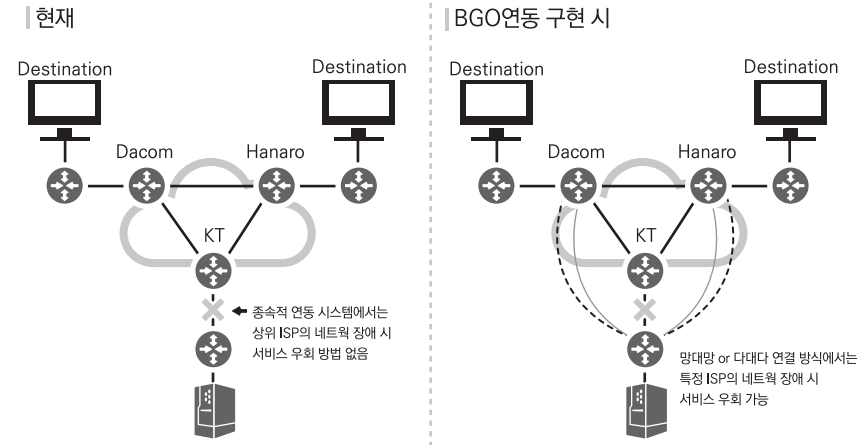 현재
Destination
Destination
Dacom
Hanaro
KT
종속적 연동 시스템에서는
상위 ISP의 네트웍 장애 시
서비스 우회 방법 없음
BGO연동 구현 시
Destination
Destination
Dacom
Hanaro
KT
망대망 or 다대다 연결 방식에서는
특정 ISP의 네트웍 장애 시
서비스 우회 가능